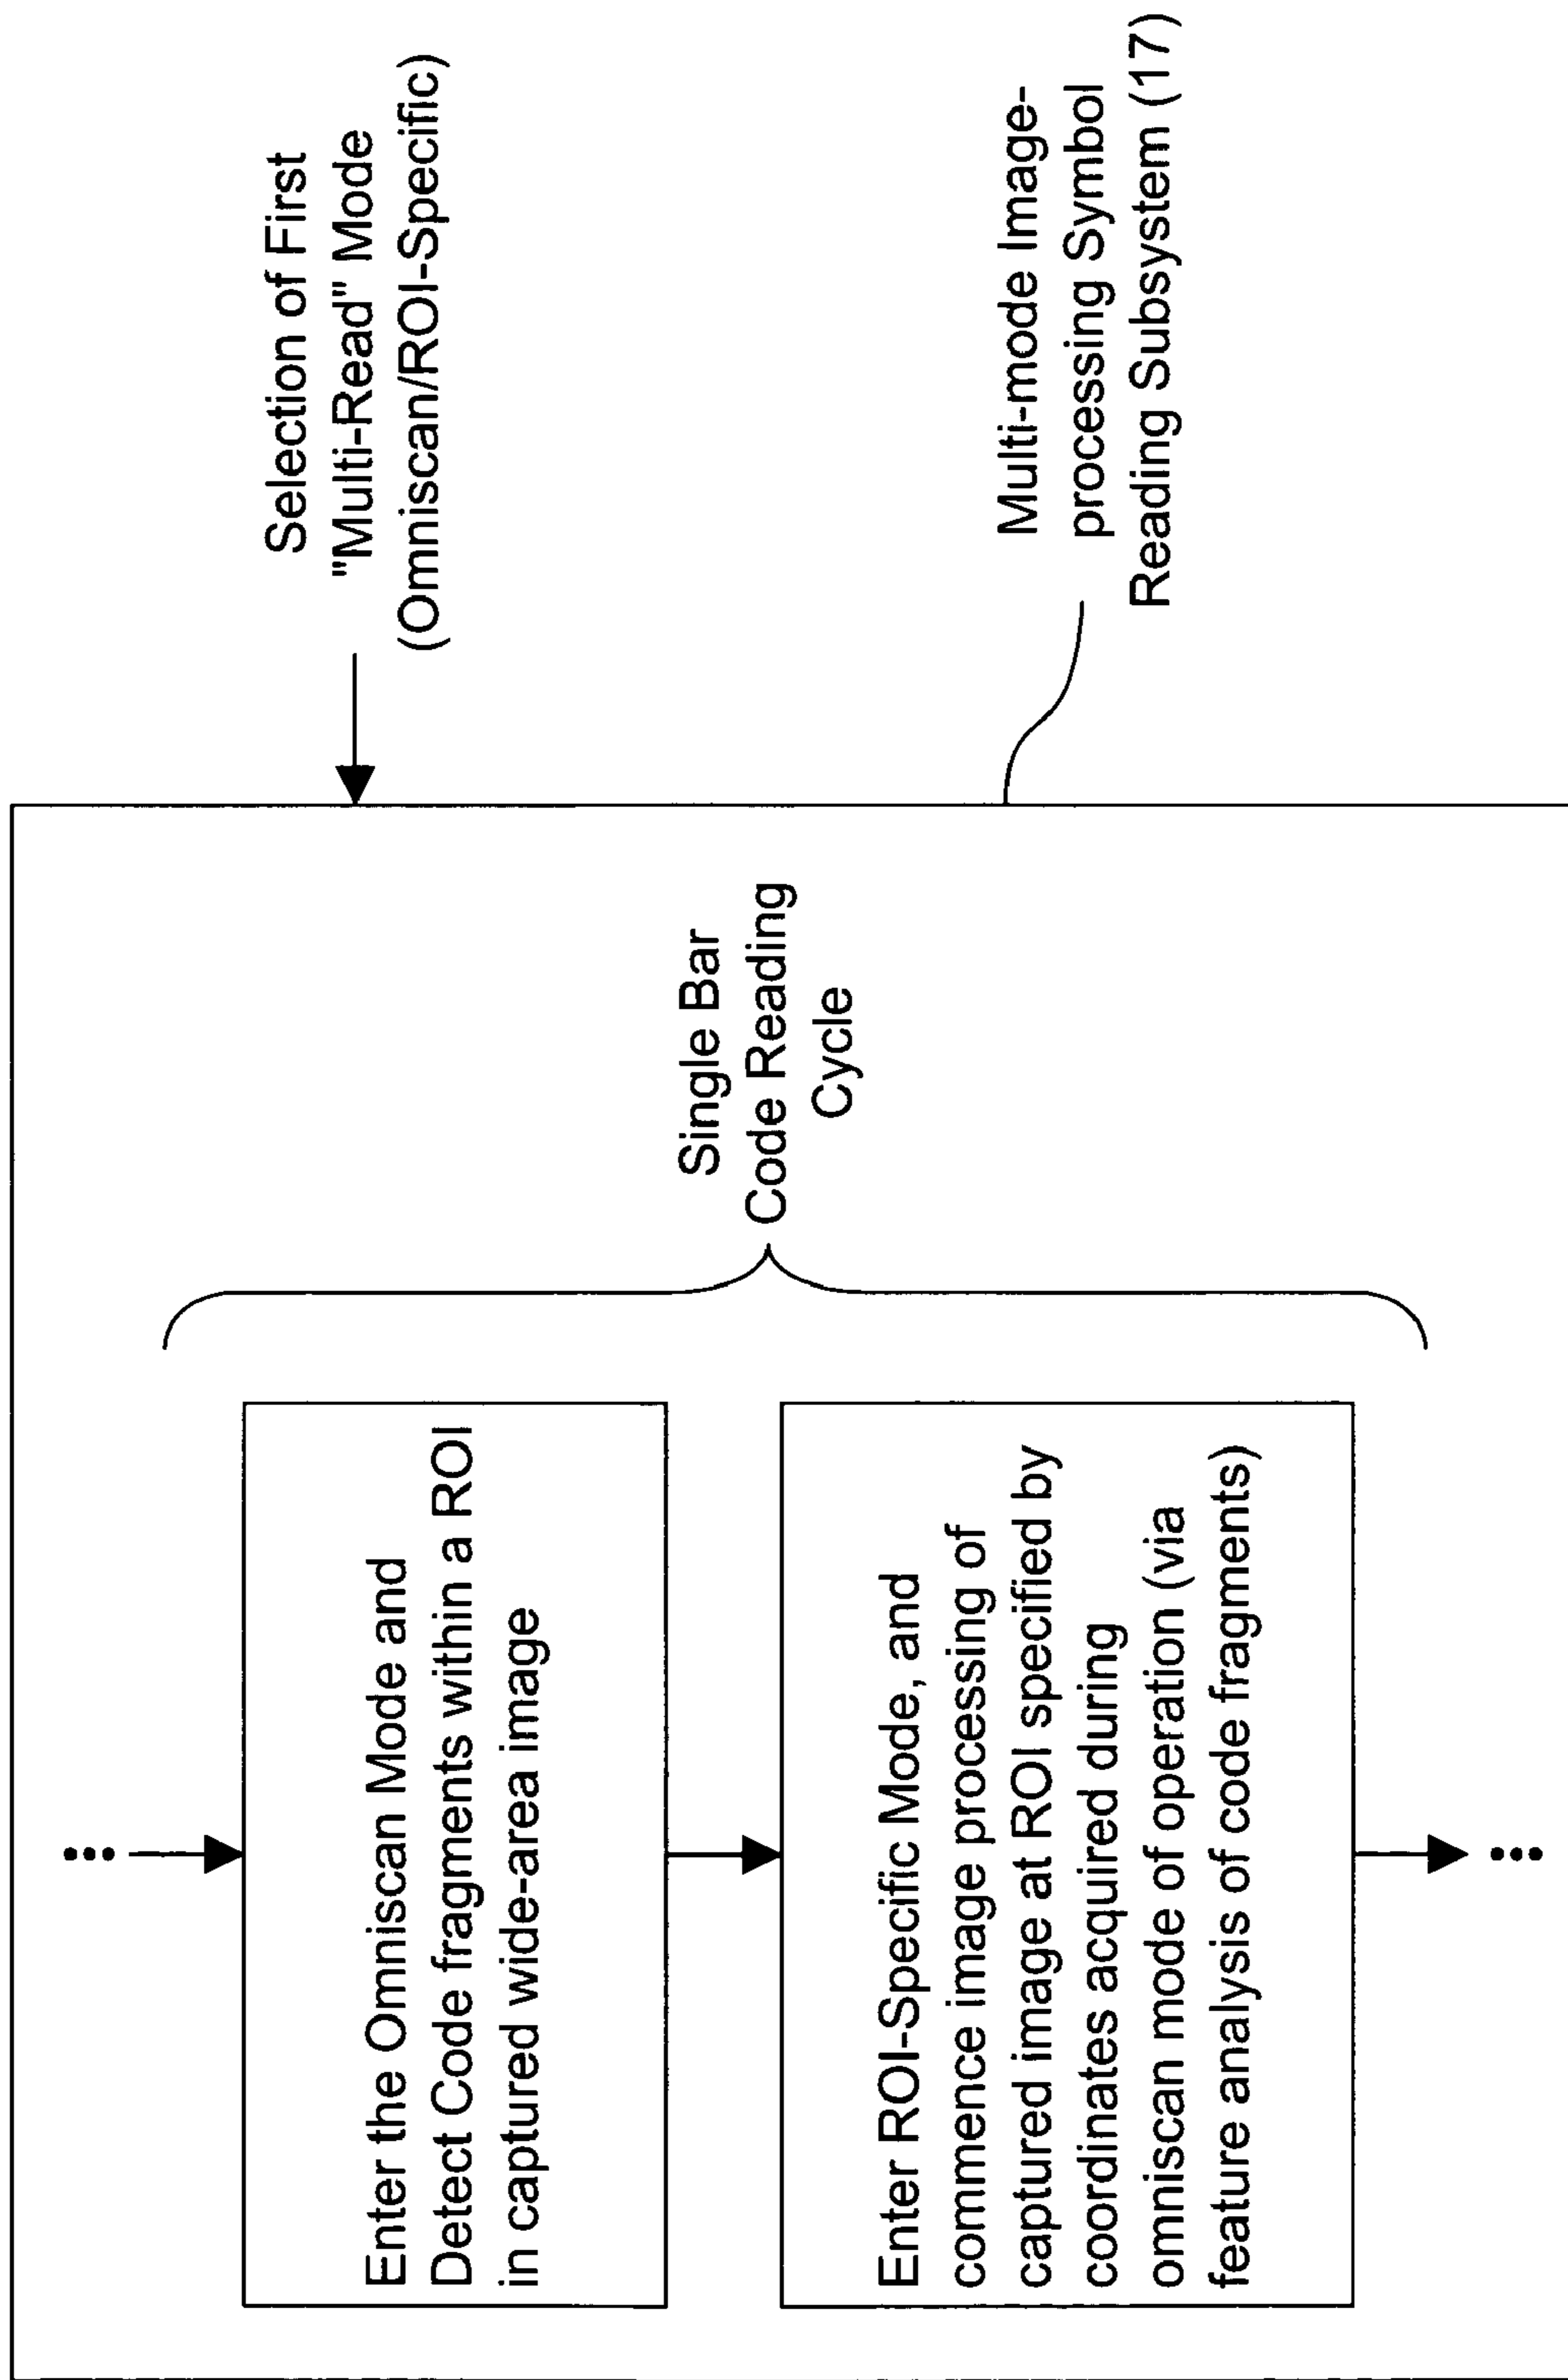 Selection of First
"Multi-Read" Mode
(Omniscan/ROI-Specific)
Multi-mode Image-
processing Symbol
Reading Subsystem (17)
Single Bar
Code Reading
Cycle
Enter the Omniscan Mode and
Detect Code fragments within a ROI
in captured wide-area image
Enter ROI-Specific Mode, and
commence image processing of
captured image at ROI specified by
coordinates acquired during
omniscan mode of operation (via
feature analysis of code fragments)